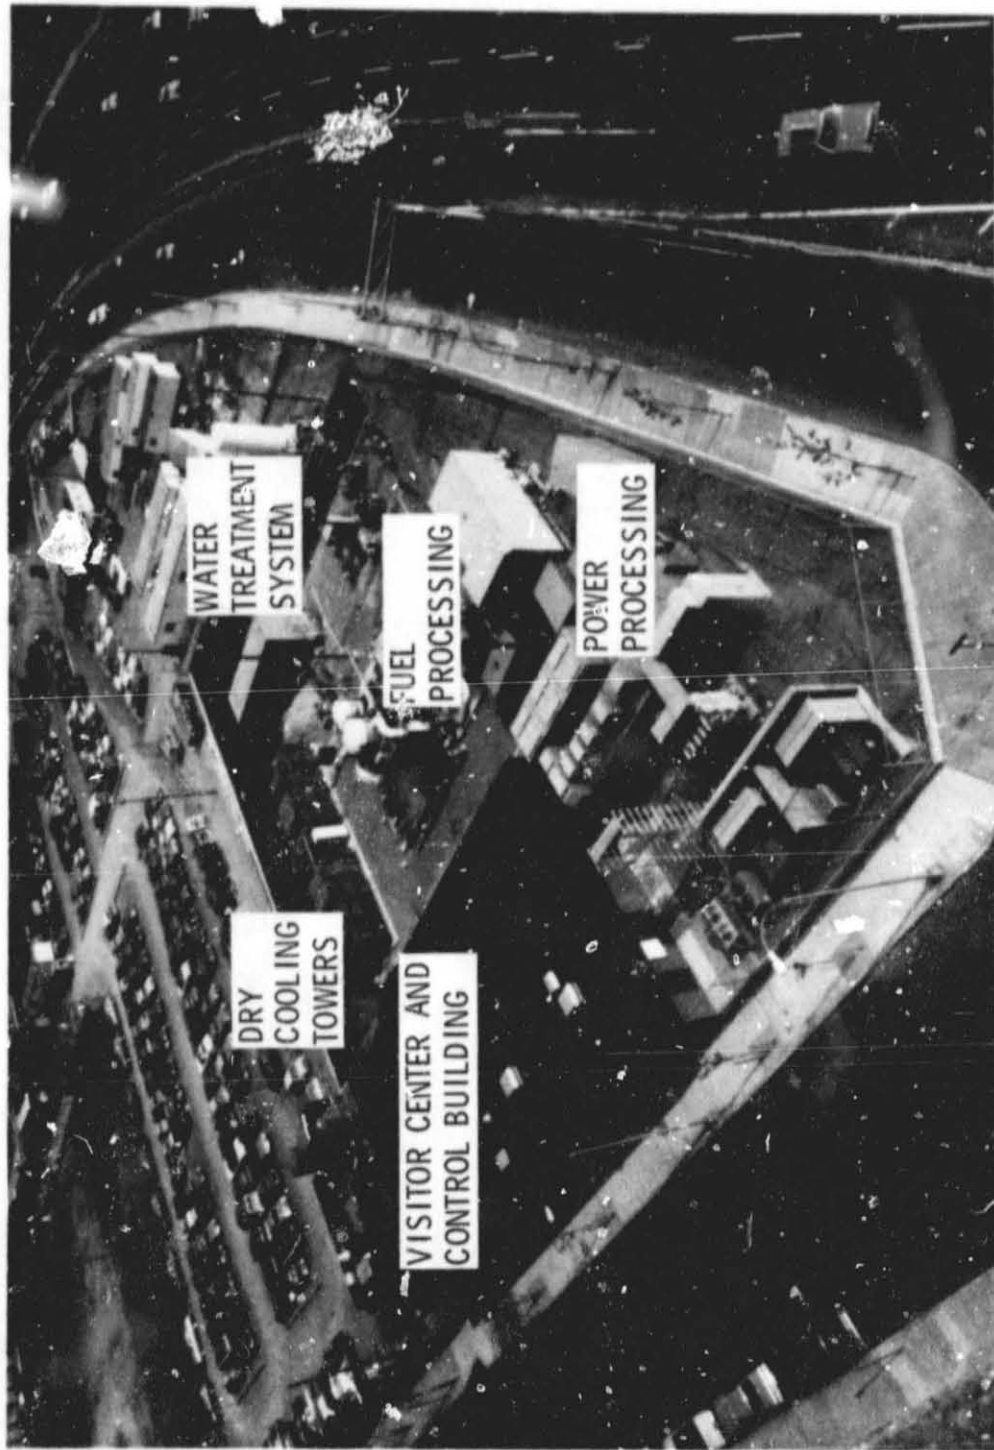 WATER
TREATMENT
SYSTEM
FUEL
PROCESSING
POWER
PROCESSING
DRY
COOLING
TOWERS
VISITOR CENTER AND
CONTROL BUILDING